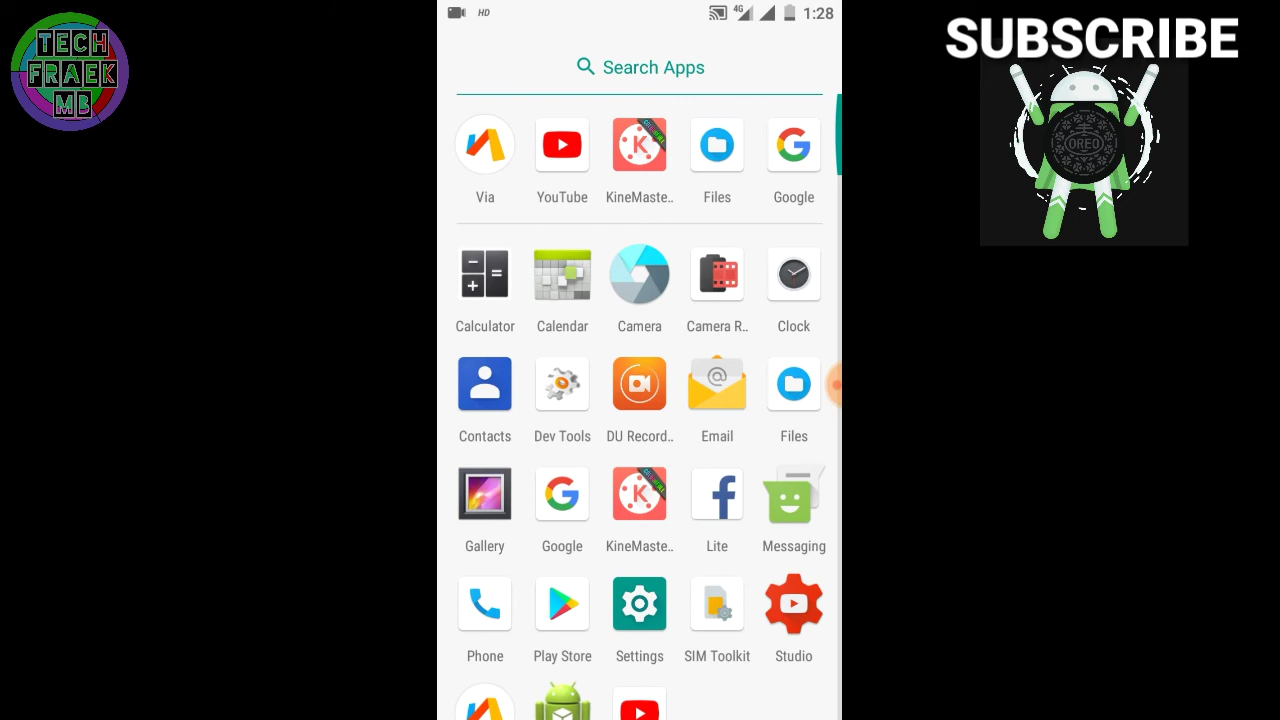 TECH
FRAEK
MB
HD
4G
1:28
SUBSCRIBE
OREO
Search Apps
Via
YouTube
KineMaste..
Files
Google
Calculator
Calendar
Camera
Camera R..
Clock
Contacts
Dev Tools
DU Record..
Email
Files
Gallery
Google
KineMaste..
Lite
Messaging
Phone
Play Store
Settings
SIM Toolkit
Studio